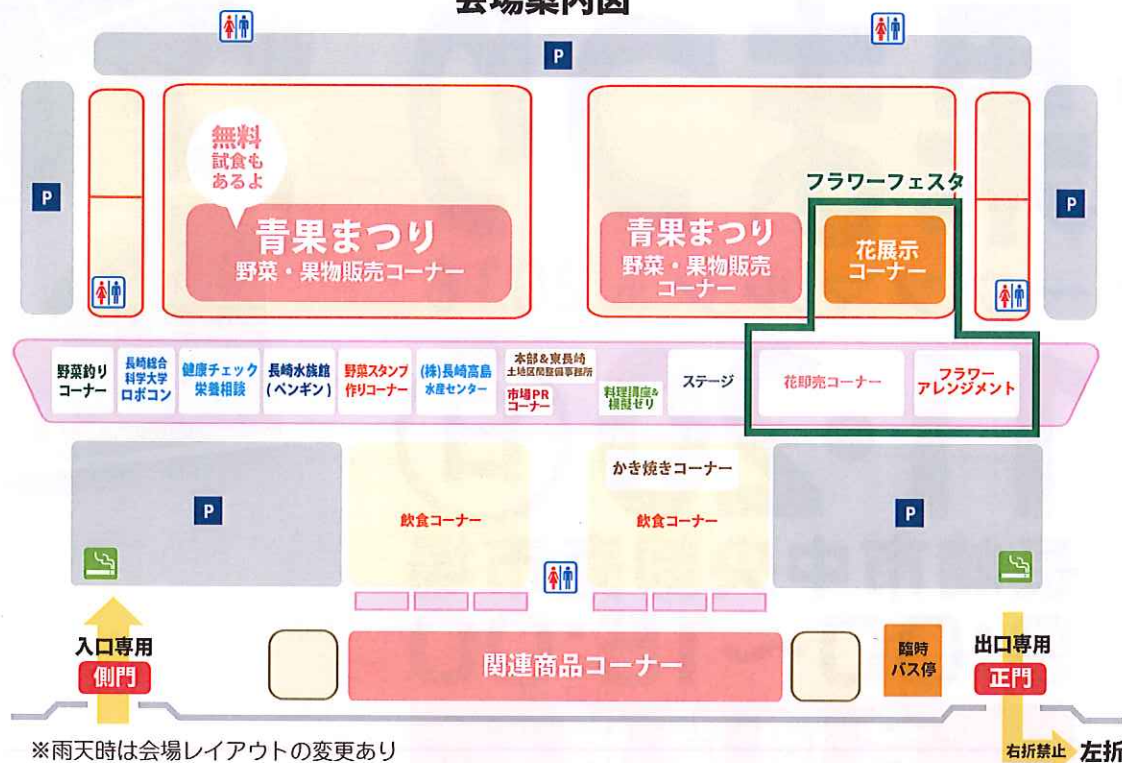 会場案内図
P
無料
試食も
あるよ
青果まつり
野菜・果物販売コーナー
P
フラワーフェスタ
青果まつり
野菜・果物販売
コーナー
花展示
コーナー
P
野菜釣り
コーナー
長崎総合
科学大学
ロボコン
健康チェック
栄養相談
長崎水族館
(ペンギン)
野菜スタンプ
作りコーナー
(株)長崎高島
水産センター
本部&東長崎
土地区間整備事務所
市場PR
コーナー
料理講座&
模擬ゼリ
ステージ
花即売コーナー
フラワー
アレンジメント
P
飲食コーナー
かき焼きコーナー
飲食コーナー
P
入口専用
側門
関連商品コーナー
臨時
バス停
出口専用
正門
※雨天時は会場レイアウトの変更あり
右折禁止
左折